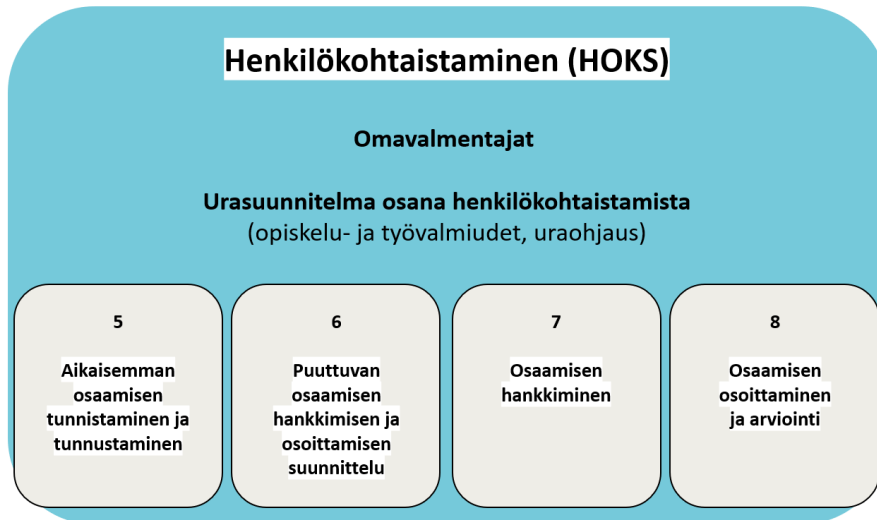 Henkilökohtaistaminen (HOKS)
Omavalmentajat
Urasuunnitelma osana henkilökohtaistamista
(opiskelu- ja työvalmiudet, uraohjaus)
5
Aikaisemman
osaamisen
tunnistaminen ja
tunnustaminen
6
Puuttuvan
osaamisen
hankkimisen ja
osoittamisen
suunnittelu
7
Osaamisen
hankkiminen
8
Osaamisen
osoittaminen
ja arviointi